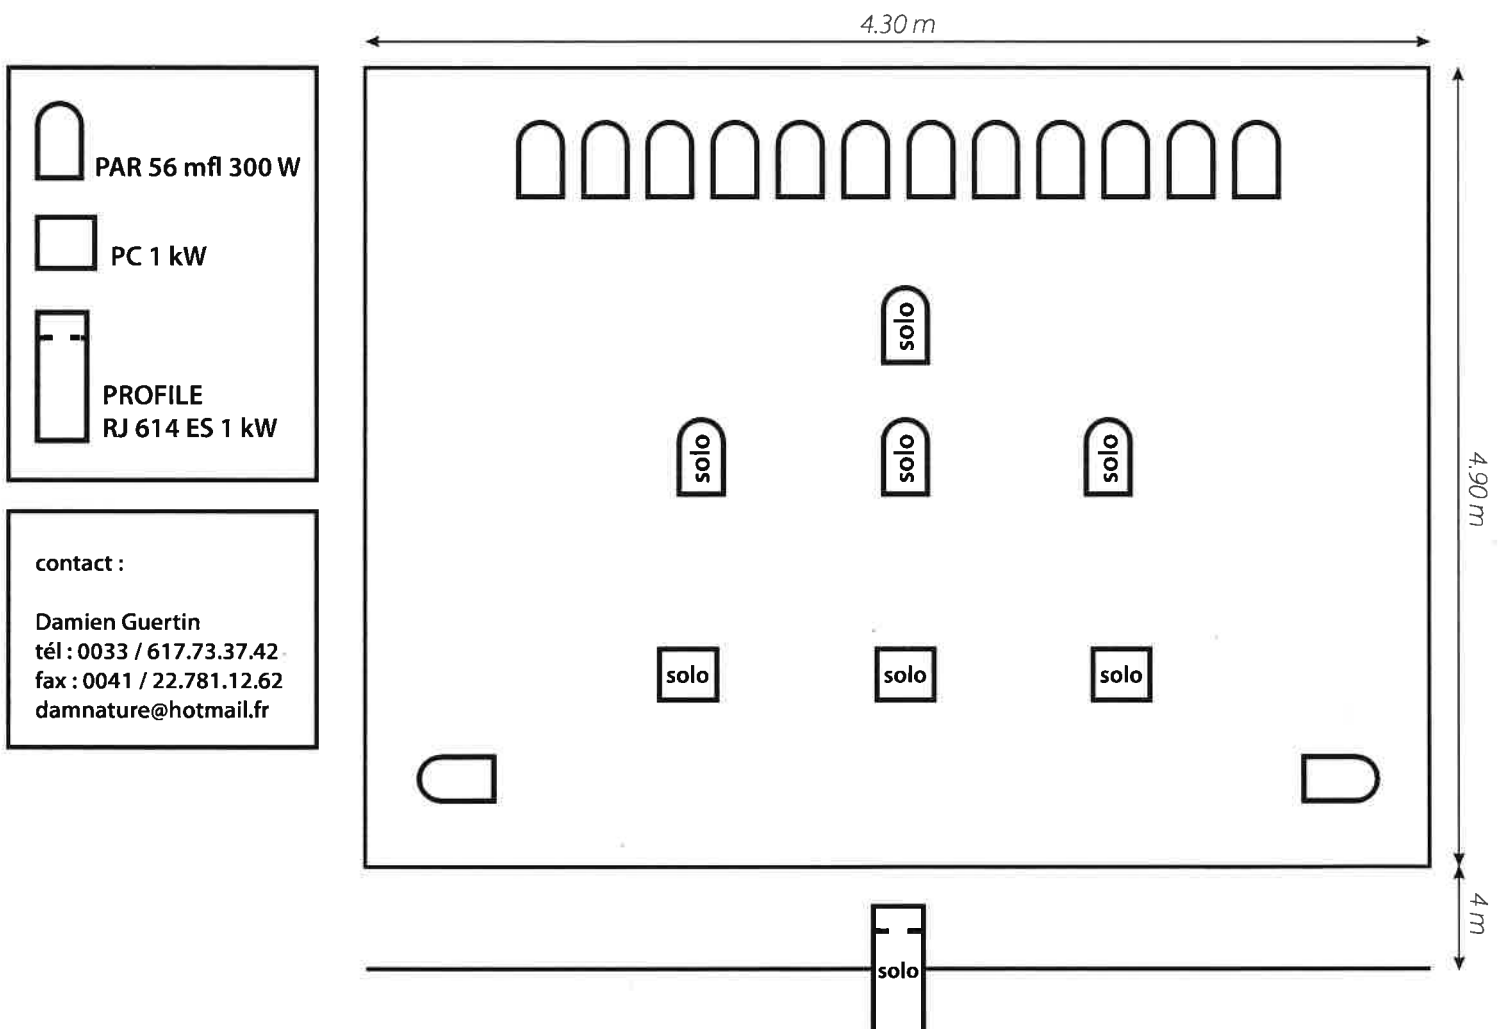 4.30 m
PAR 56 mfl 300 W
PC 1 kW
PROFILE
RJ 614 ES 1 kW
solo
solo
solo
solo
4.90 m
contact :
Damien Guertin
tél : 0033 / 617.73.37.42
fax : 0041 / 22.781.12.62
damnature@hotmail.fr
solo
solo
solo
4 m
solo